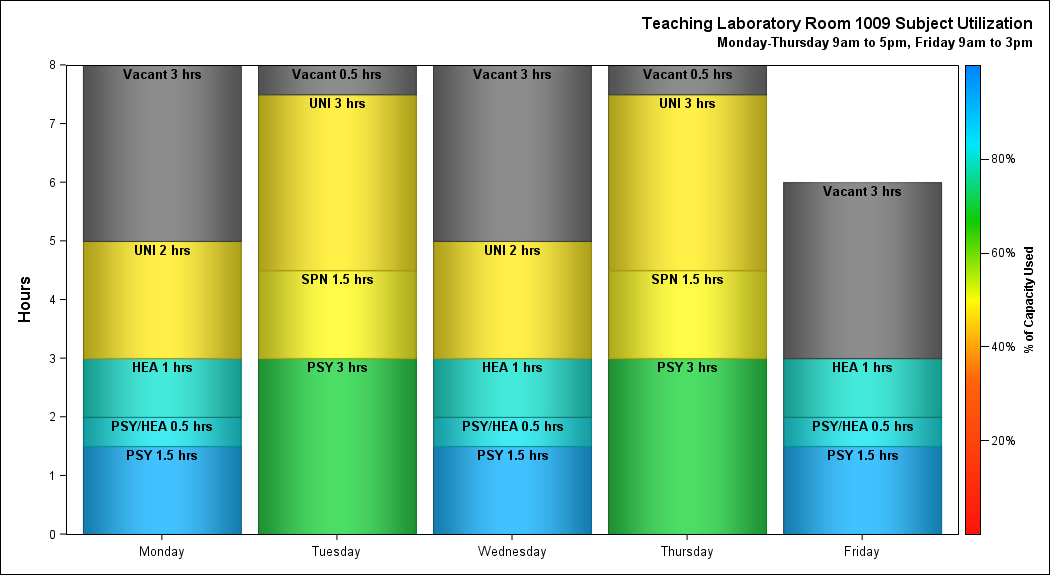 Teaching Laboratory Room 1009 Subject Utilization
Monday-Thursday 9am to 5pm, Friday 9am to 3pm
Hours
8
7
6
5
4
3
2
1
0
Vacant 3 hrs
UNI 2 hrs
HEA 1 hrs
PSY/HEA 0.5 hrs
PSY 1.5 hrs
Monday
Vacant 0.5 hrs
UNI 3 hrs
SPN 1.5 hrs
PSY 3 hrs
Tuesday
Vacant 3 hrs
UNI 2 hrs
HEA 1 hrs
PSY/HEA 0.5 hrs
PSY 1.5 hrs
Wednesday
Vacant 0.5 hrs
UNI 3 hrs
SPN 1.5 hrs
PSY 3 hrs
Thursday
Vacant 3 hrs
HEA 1 hrs
PSY/HEA 0.5 hrs
PSY 1.5 hrs
Friday
80%
60%
40%
20%
% of Capacity Used